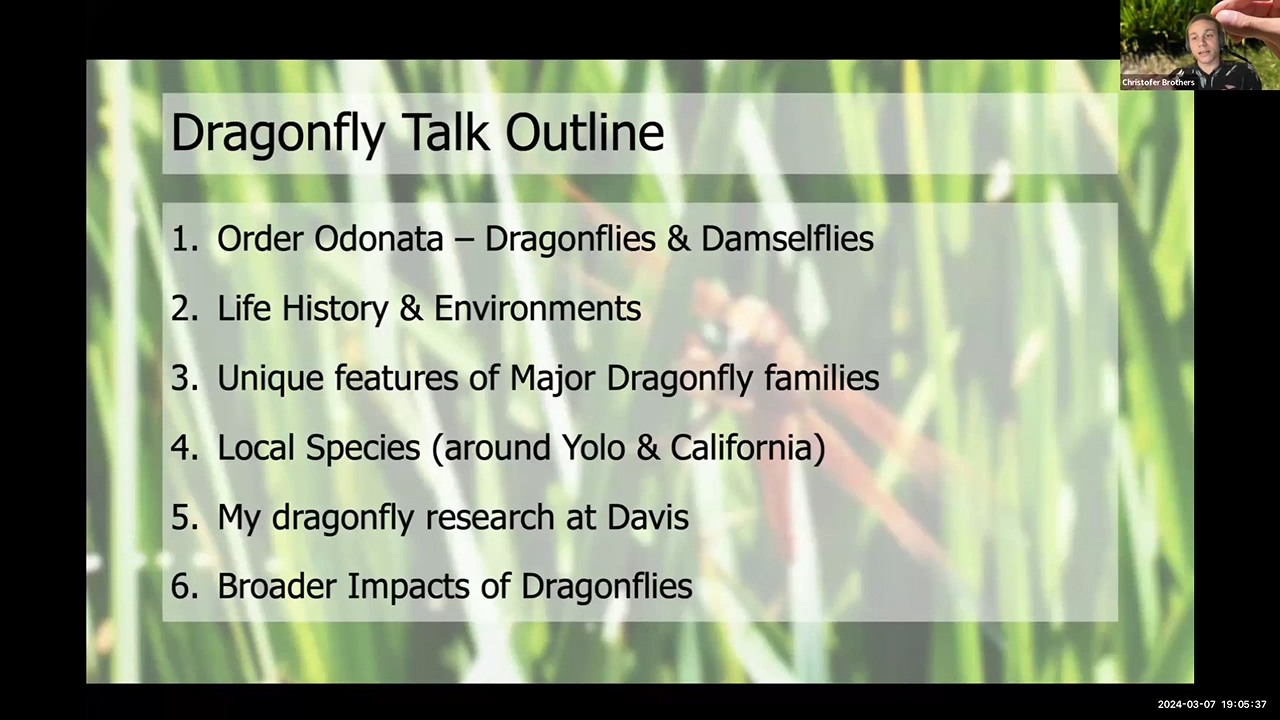 Christofer Brothers
Dragonfly Talk Outline
1. Order Odonata – Dragonflies & Damselflies
2. Life History & Environments
3. Unique features of Major Dragonfly families
4. Local Species (around Yolo & California)
5. My dragonfly research at Davis
6. Broader Impacts of Dragonflies
2024-03-07 19:05:37